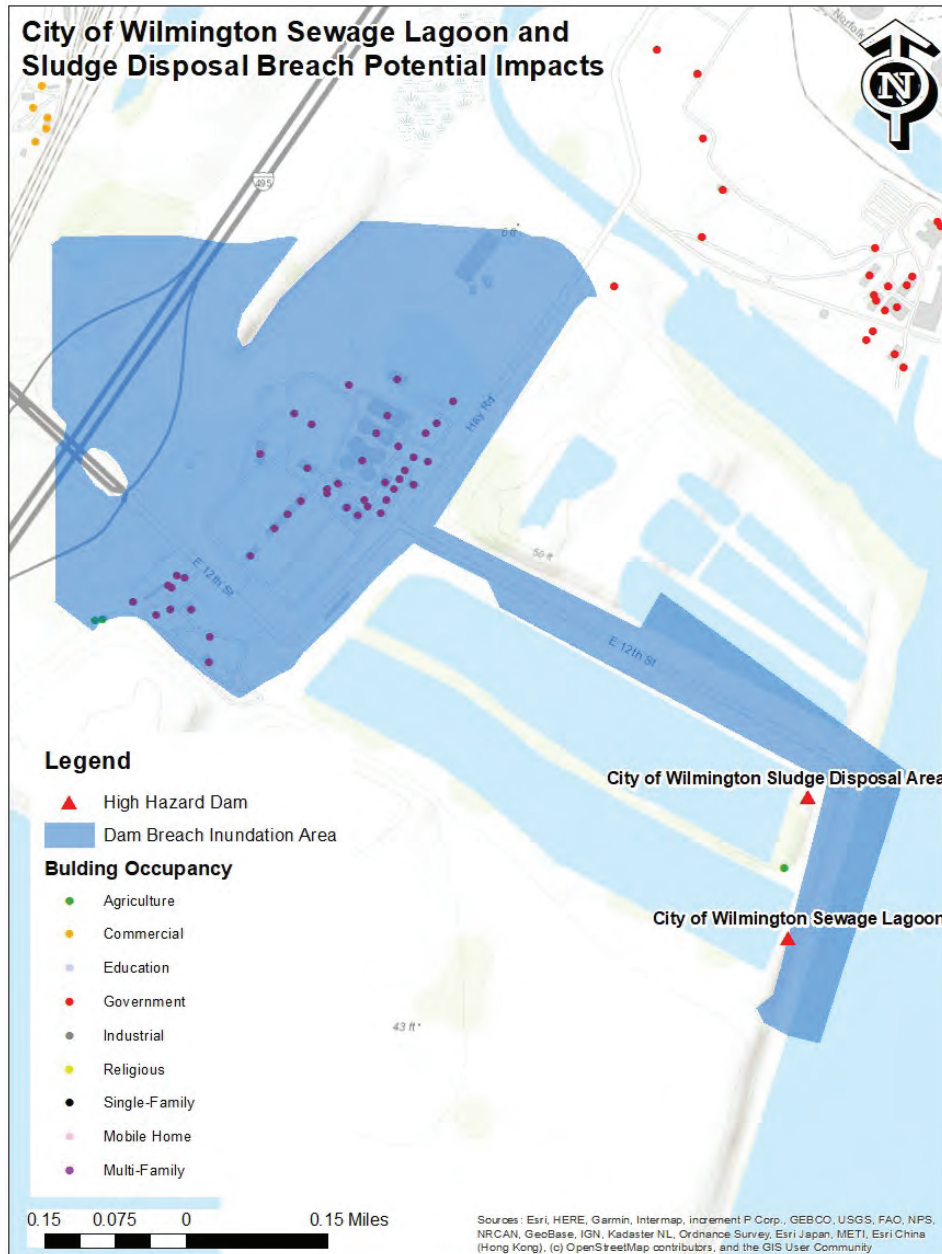 City of Wilmington Sewage Lagoon and
Sludge Disposal Breach Potential Impacts
N
Norfolk
495
6 ft
Hay Rd
50 ft
E 12th St
E 12th St
City of Wilmington Sludge Disposal Area
City of Wilmington Sewage Lagoon
43 ft
Legend
High Hazard Dam
Dam Breach Inundation Area
Bulding Occupancy
Agriculture
Commercial
Education
Government
Industrial
Religious
Single-Family
Mobile Home
Multi-Family
0.15 0.075 0 0.15 Miles
Sources: Esri, HERE, Garmin, Intermap, increment P Corp., GEBCO, USGS, FAO, NPS,
NRCAN, GeoBase, IGN, Kadaster NL, Ordnance Survey, Esri Japan, METI, Esri China
(Hong Kong), (c) OpenStreetMap contributors, and the GIS User Community